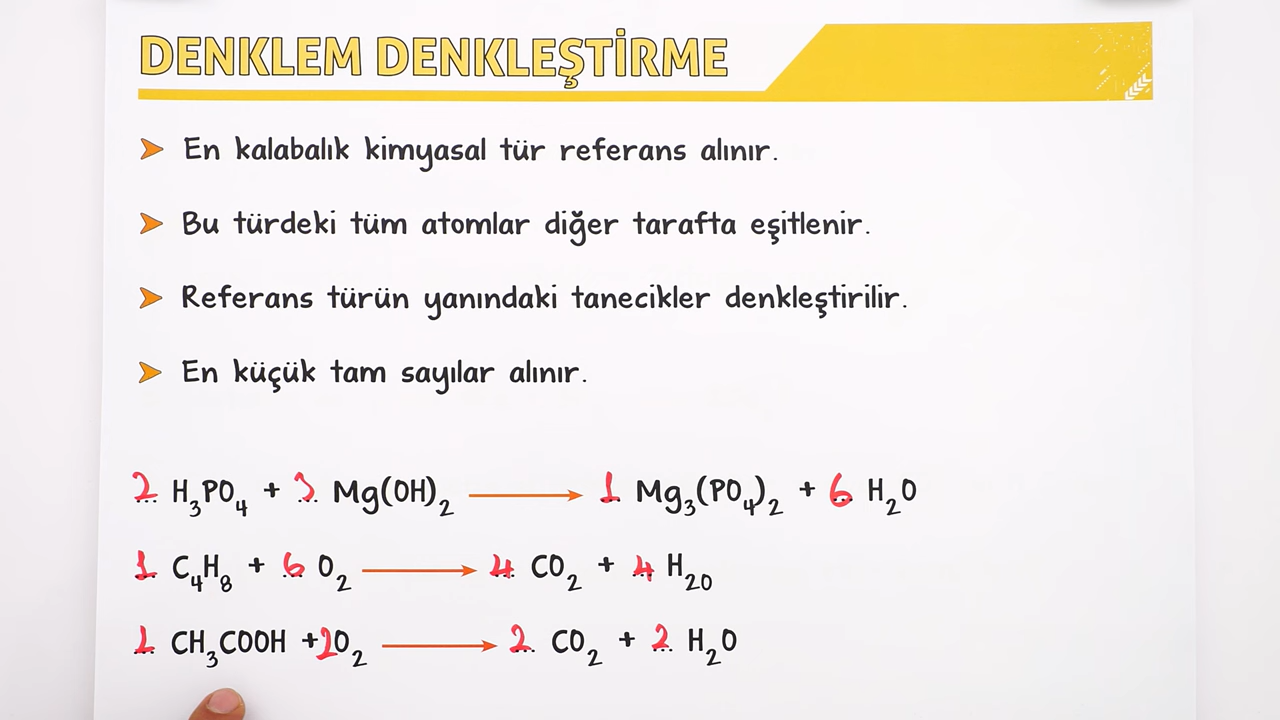 DENKLEM DENKLEŞTİRME
➤ En kalabalık kimyasal tür referans alınır.
➤ Bu türdeki tüm atomlar diğer tarafta eşitlenir.
➤ Referans türün yanındaki tanecikler denkleştirilir.
➤ En küçük tam sayılar alınır.
2 H₃PO₄ + 3 Mg(OH)₂ → 1 Mg₃(PO₄)₂ + 6 H₂O
1 C₄H₈ + 6 O₂ → 4 CO₂ + 4 H₂₀
1 CH₃COOH + 2 O₂ → 2 CO₂ + 2 H₂O